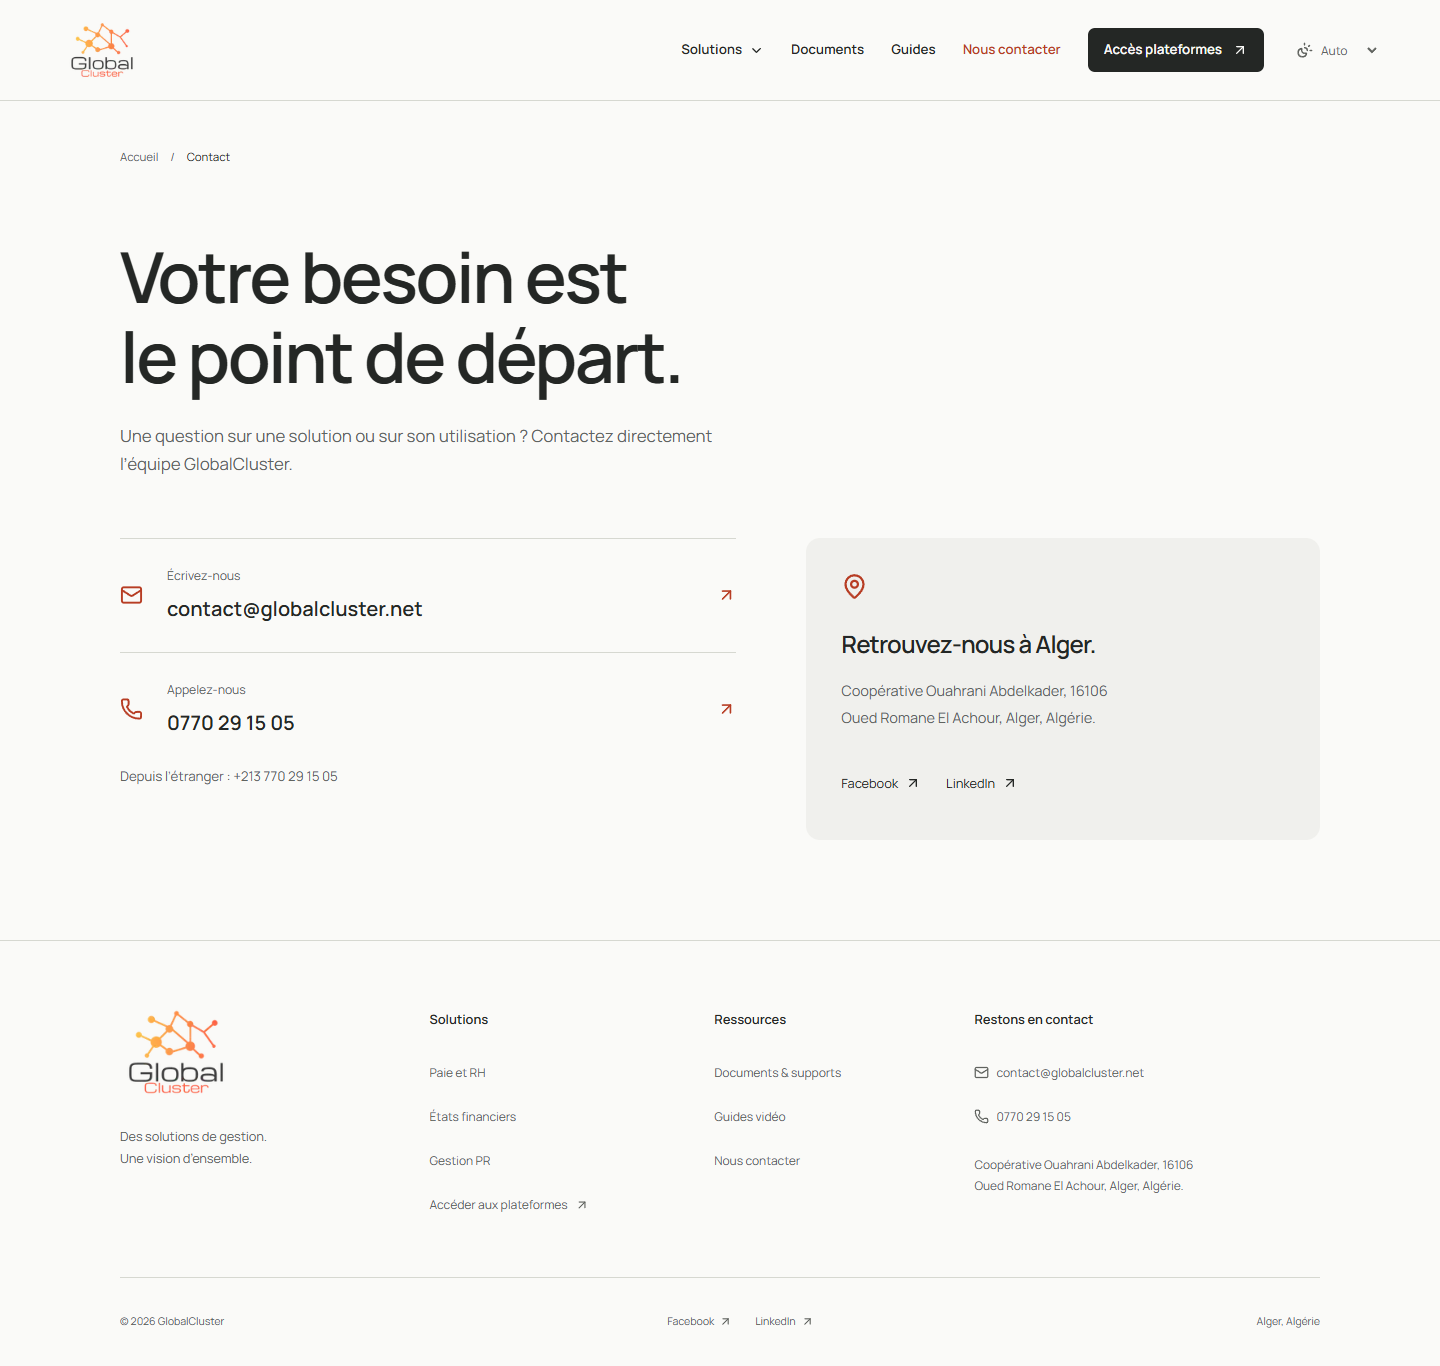 Global
Cluster
Solutions
Documents
Guides
Nous contacter
Accès plateformes
Auto
Accueil / Contact
Votre besoin est
le point de départ.
Une question sur une solution ou sur son utilisation ? Contactez directement
l'équipe GlobalCluster.
Écrivez-nous
contact@globalcluster.net
Appelez-nous
0770 29 15 05
Depuis l'étranger : +213 770 29 15 05
Retrouvez-nous à Alger.
Coopérative Ouahrani Abdelkader, 16106
Oued Romane El Achour, Alger, Algérie.
Facebook
LinkedIn
Global
Cluster
Des solutions de gestion.
Une vision d'ensemble.
Solutions
Paie et RH
États financiers
Gestion PR
Accéder aux plateformes
Ressources
Documents & supports
Guides vidéo
Nous contacter
Restons en contact
contact@globalcluster.net
0770 29 15 05
Coopérative Ouahrani Abdelkader, 16106
Oued Romane El Achour, Alger, Algérie.
© 2026 GlobalCluster
Facebook
LinkedIn
Alger, Algérie